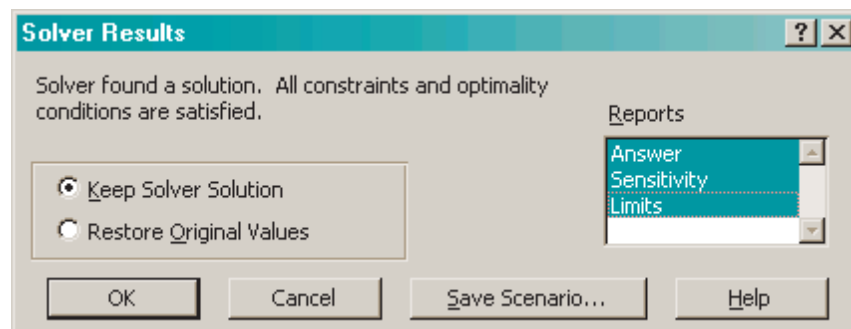 Solver Results
Solver found a solution. All constraints and optimality
conditions are satisfied.
Reports
Answer
Sensitivity
Limits
Keep Solver Solution
Restore Original Values
OK
Cancel
Save Scenario...
Help